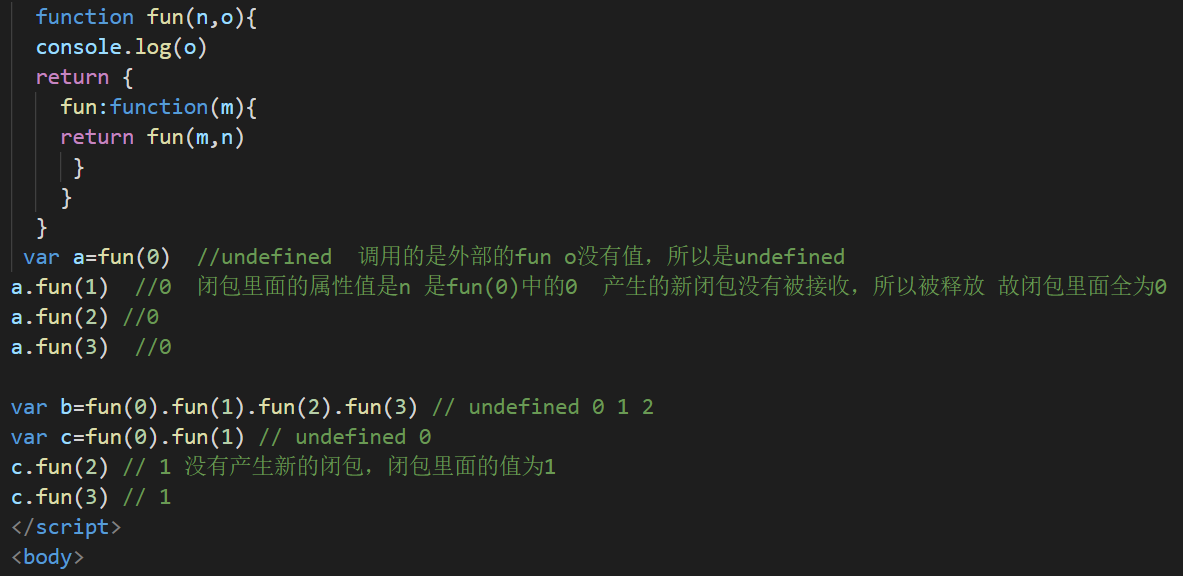 function fun(n,o){
console.log(o)
return {
fun:function(m){
return fun(m,n)
}
}
}
var a=fun(0)  //undefined  调用的是外部的fun o没有值，所以是undefined
a.fun(1)  //0  闭包里面的属性值是n 是fun(0)中的0  产生的新闭包没有被接收，所以被释放 故闭包里面全为0
a.fun(2) //0
a.fun(3)  //0
var b=fun(0).fun(1).fun(2).fun(3) // undefined 0 1 2
var c=fun(0).fun(1) // undefined 0
c.fun(2) // 1 没有产生新的闭包，闭包里面的值为1
c.fun(3) // 1
</script>
<body>